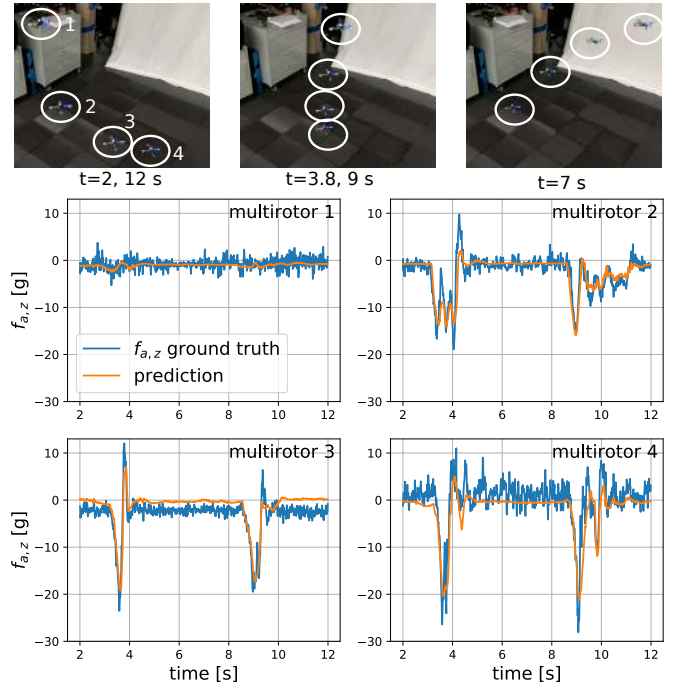 1
2
3
4
t=2, 12 s
t=3.8, 9 s
t=7 s
multirotor 1
10
0
−10
−20
−30
f_{a,z} [g]
f_{a,z} ground truth
prediction
2 4 6 8 10 12
multirotor 2
10
0
−10
−20
−30
2 4 6 8 10 12
multirotor 3
10
0
−10
−20
−30
f_{a,z} [g]
2 4 6 8 10 12
time [s]
multirotor 4
10
0
−10
−20
−30
2 4 6 8 10 12
time [s]